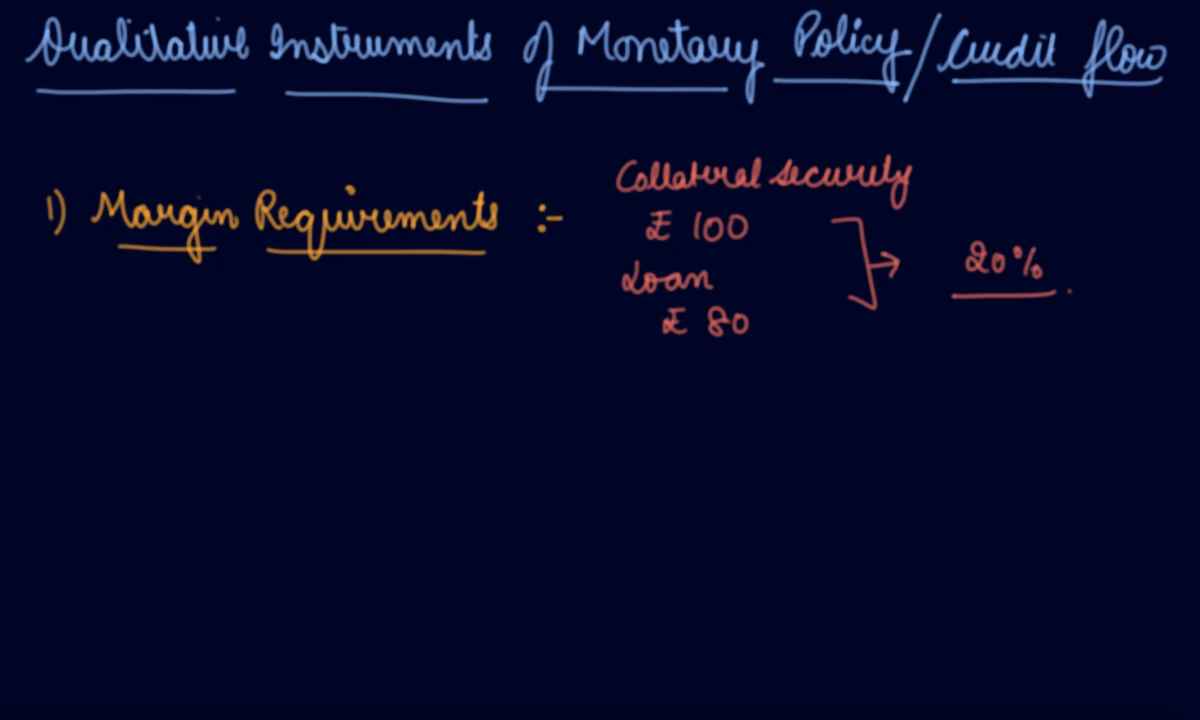 Qualitative Instruments of Monetary Policy/Credit flow
1) Margin Requirements :-
Collateral security
₤ 100
Loan
₤ 80
20%.